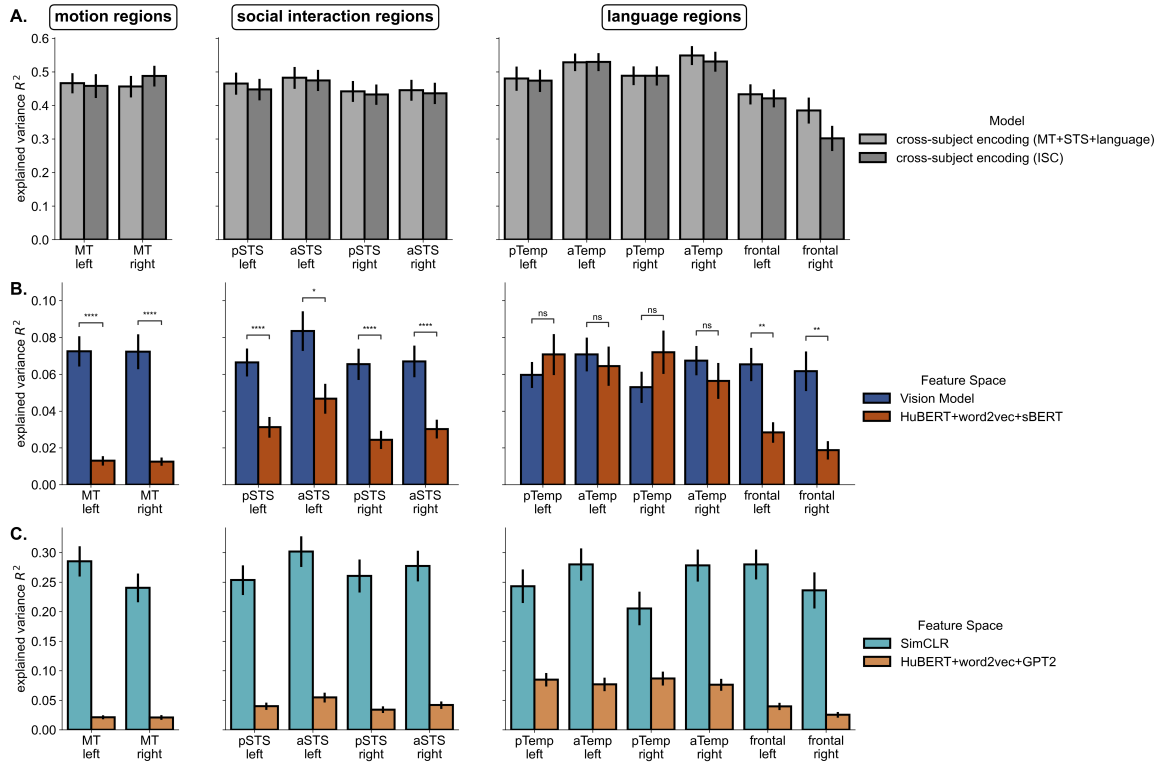 A.
motion regions
social interaction regions
language regions
explained variance R²
0.6
0.5
0.4
0.3
0.2
0.1
0.0
MT
left
MT
right
pSTS
left
aSTS
left
pSTS
right
aSTS
right
pTemp
left
aTemp
left
pTemp
right
aTemp
right
frontal
left
frontal
right
Model
cross-subject encoding (MT+STS+language)
cross-subject encoding (ISC)
B.
explained variance R²
0.10
0.08
0.06
0.04
0.02
0.00
****
****
****
*
****
****
ns
ns
ns
ns
**
**
MT
left
MT
right
pSTS
left
aSTS
left
pSTS
right
aSTS
right
pTemp
left
aTemp
left
pTemp
right
aTemp
right
frontal
left
frontal
right
Feature Space
Vision Model
HuBERT+word2vec+sBERT
C.
explained variance R²
0.30
0.25
0.20
0.15
0.10
0.05
0.00
MT
left
MT
right
pSTS
left
aSTS
left
pSTS
right
aSTS
right
pTemp
left
aTemp
left
pTemp
right
aTemp
right
frontal
left
frontal
right
Feature Space
SimCLR
HuBERT+word2vec+GPT2